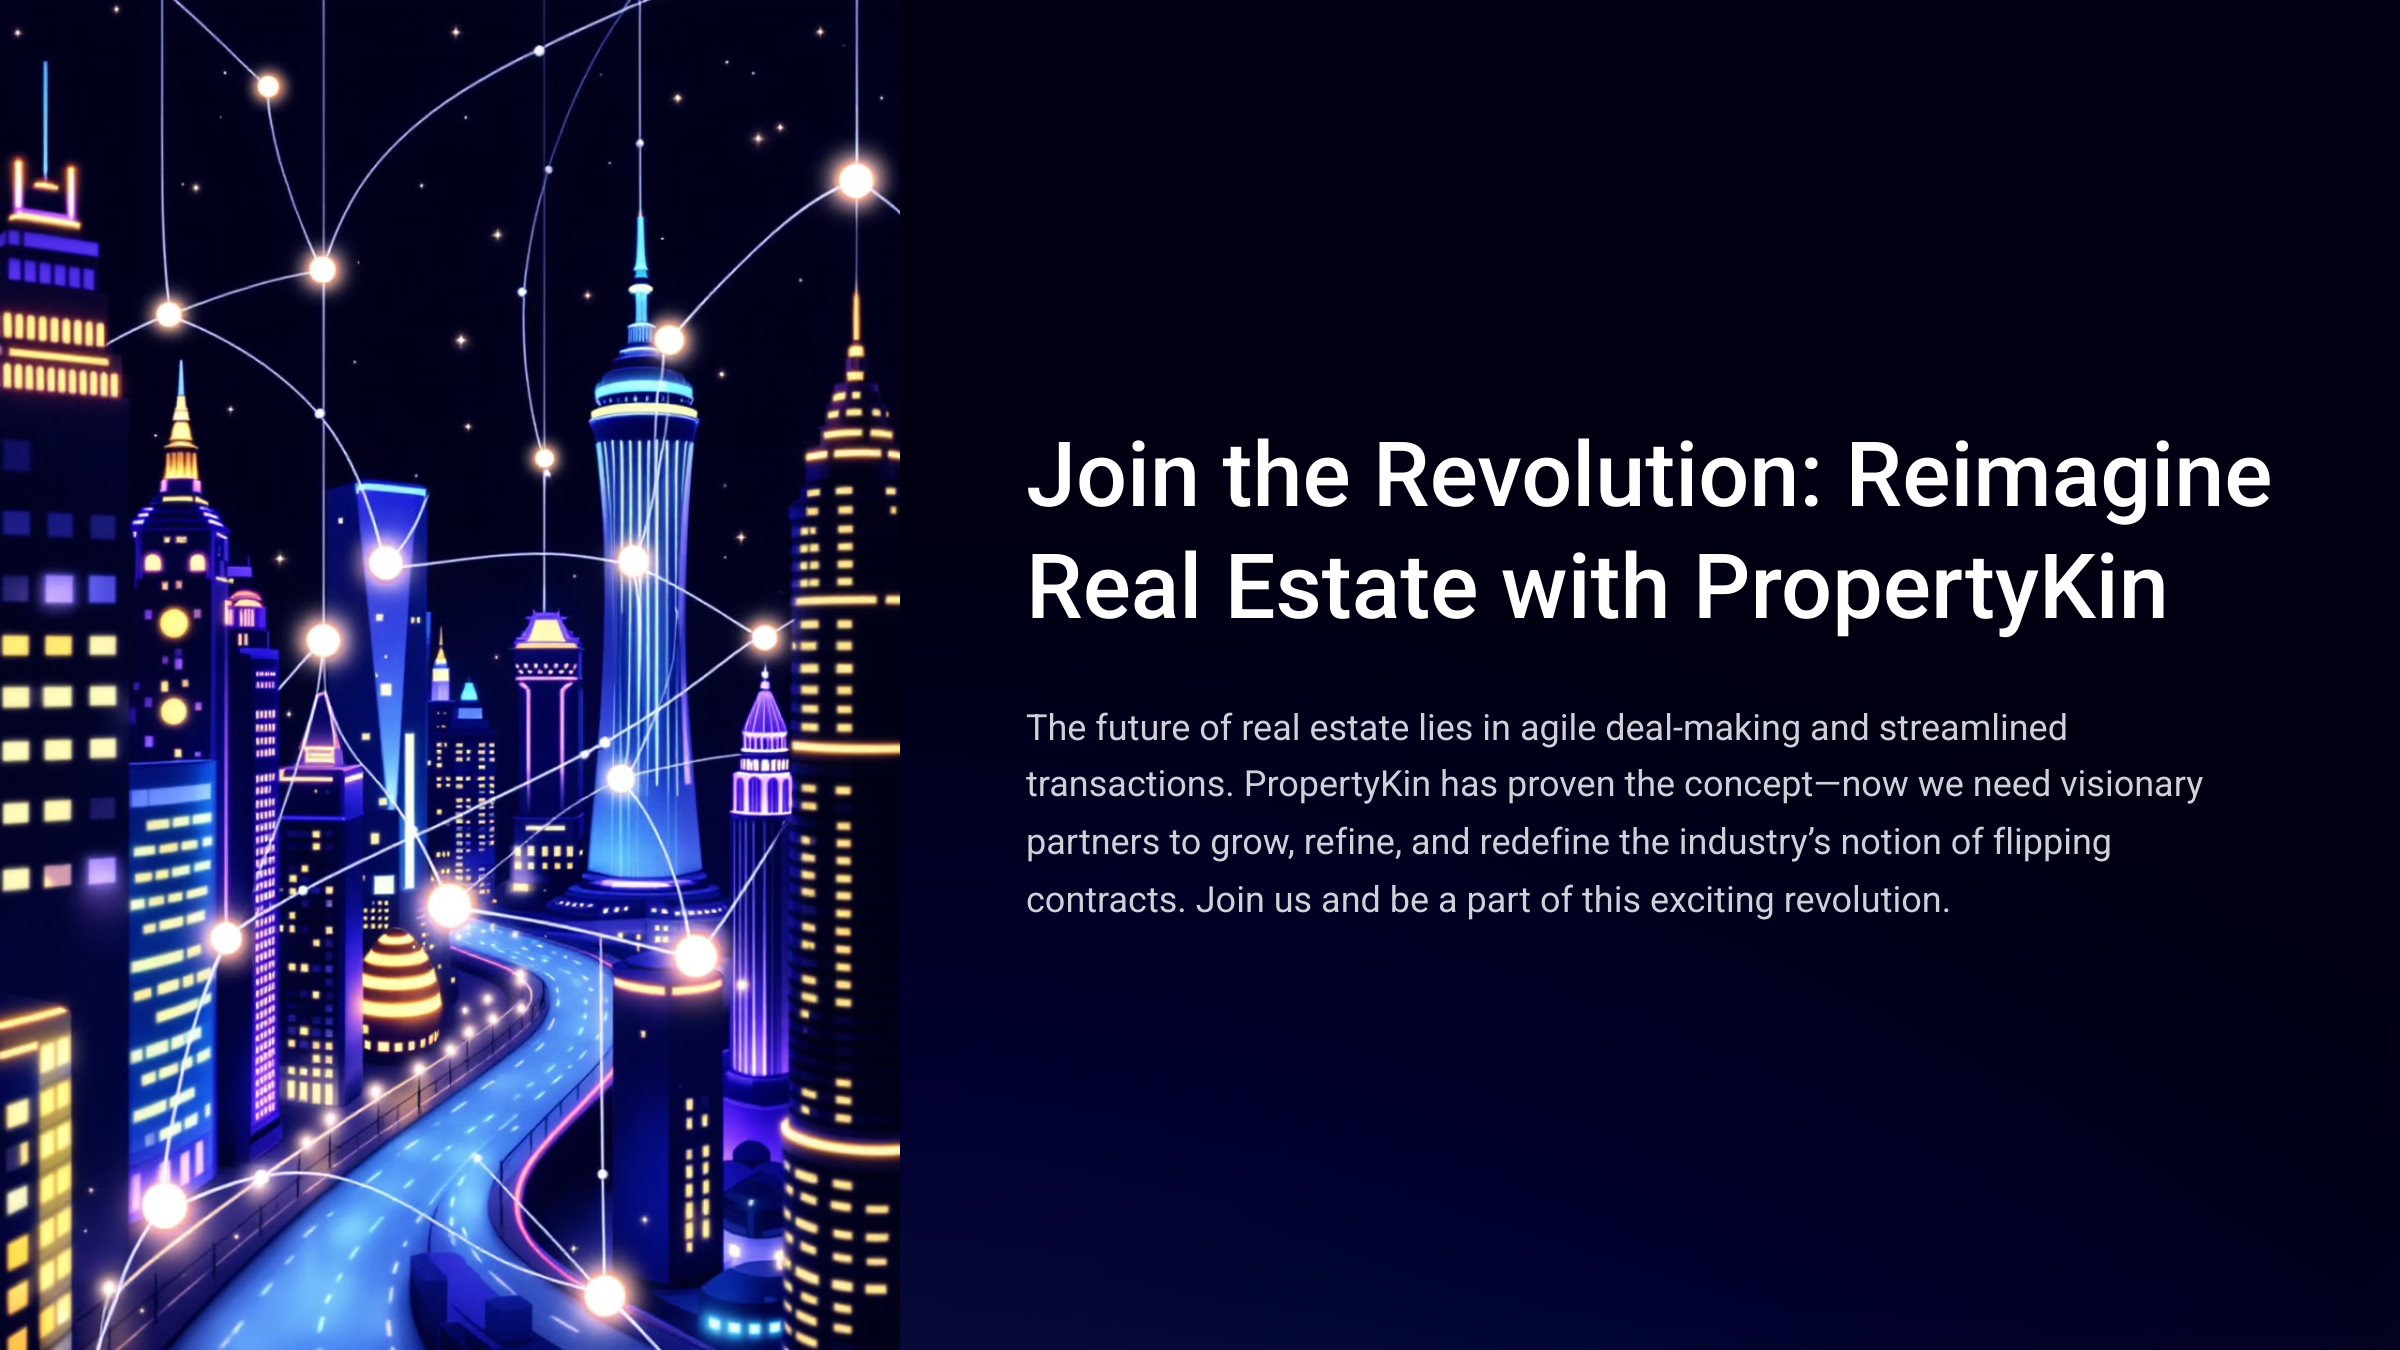 Join the Revolution: Reimagine
Real Estate with PropertyKin
The future of real estate lies in agile deal-making and streamlined
transactions. PropertyKin has proven the concept—now we need visionary
partners to grow, refine, and redefine the industry’s notion of flipping
contracts. Join us and be a part of this exciting revolution.